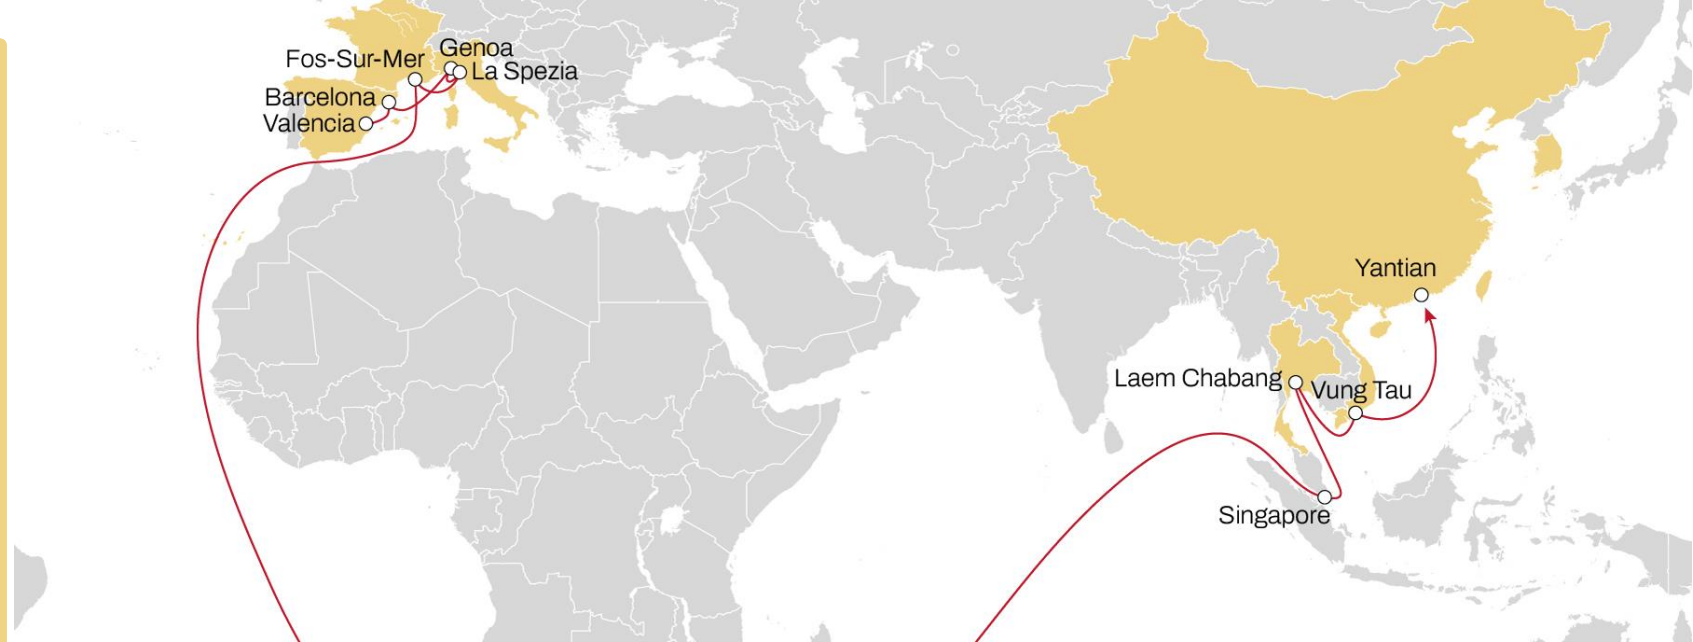 Genoa
Fos-Sur-Mer
La Spezia
Barcelona
Valencia
Yantian
Laem Chabang
Vung Tau
Singapore